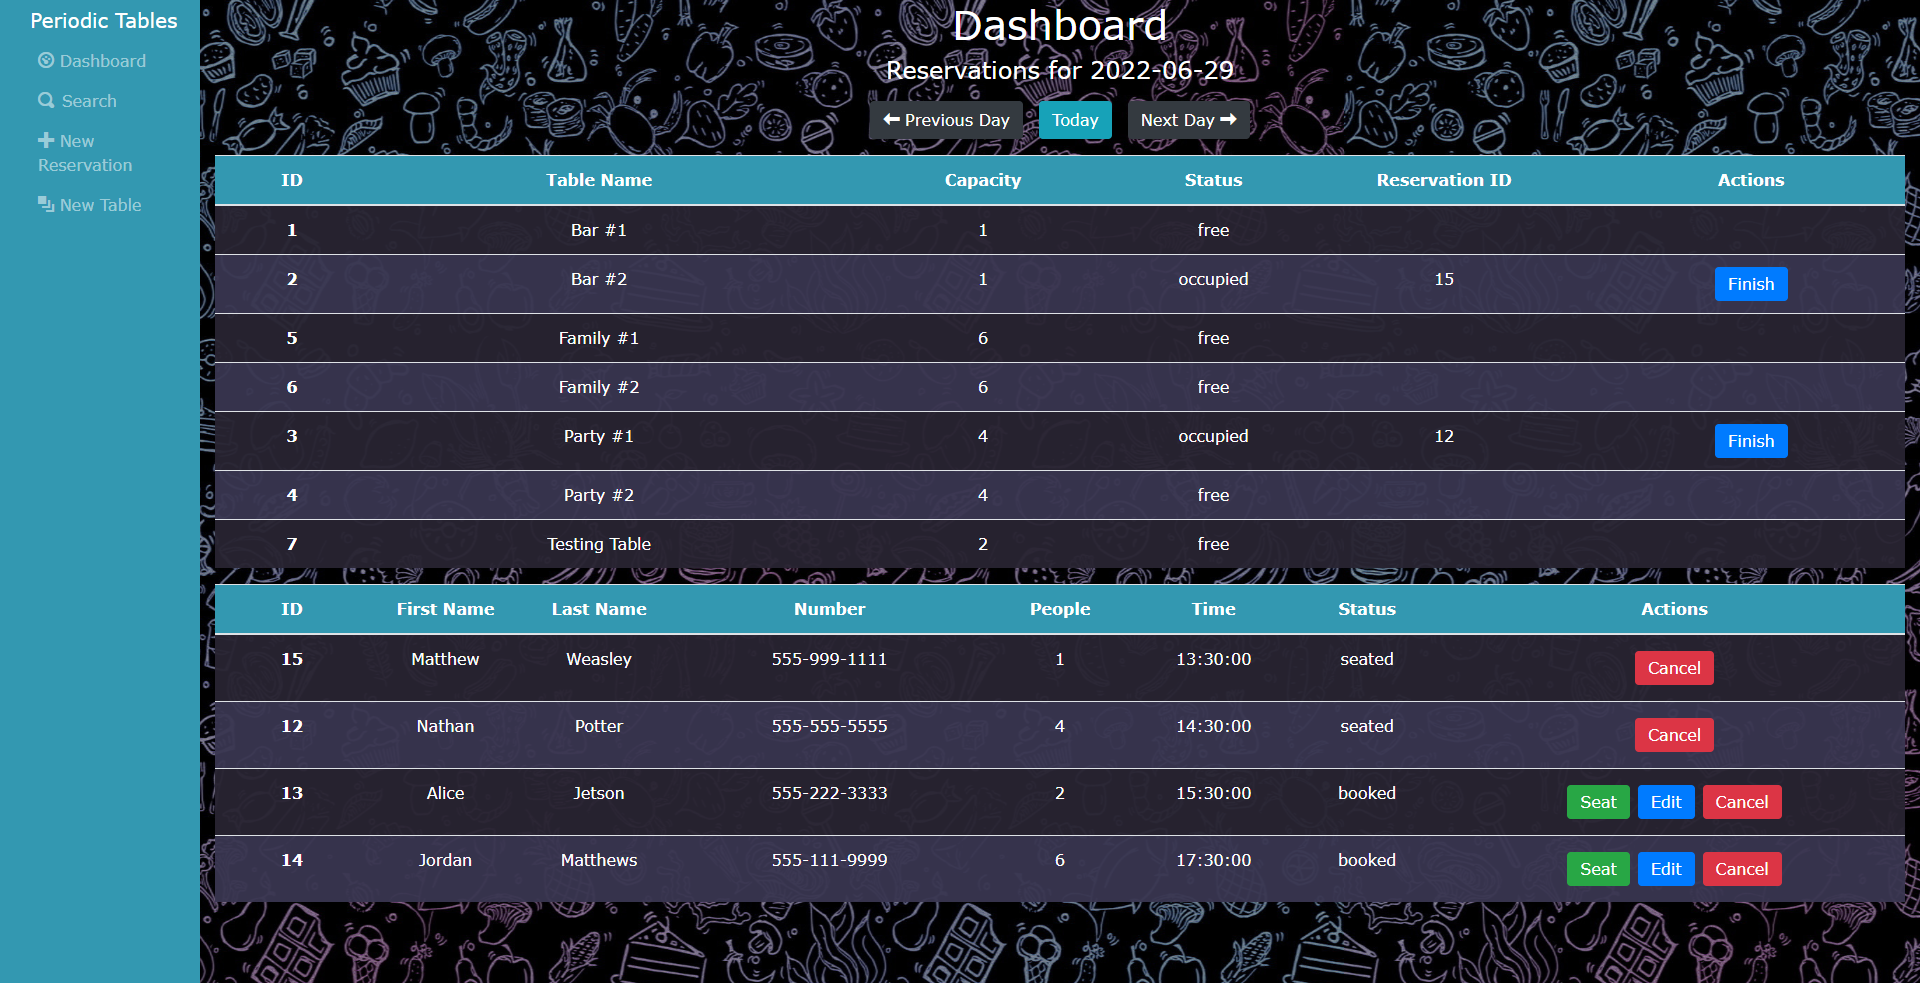 Periodic Tables
Dashboard
Search
New
Reservation
New Table
Dashboard
Reservations for 2022-06-29
Previous Day Today Next Day
ID Table Name Capacity Status Reservation ID Actions
1 Bar #1 1 free
2 Bar #2 1 occupied 15 Finish
5 Family #1 6 free
6 Family #2 6 free
3 Party #1 4 occupied 12 Finish
4 Party #2 4 free
7 Testing Table 2 free
ID First Name Last Name Number People Time Status Actions
15 Matthew Weasley 555-999-1111 1 13:30:00 seated Cancel
12 Nathan Potter 555-555-5555 4 14:30:00 seated Cancel
13 Alice Jetson 555-222-3333 2 15:30:00 booked Seat Edit Cancel
14 Jordan Matthews 555-111-9999 6 17:30:00 booked Seat Edit Cancel